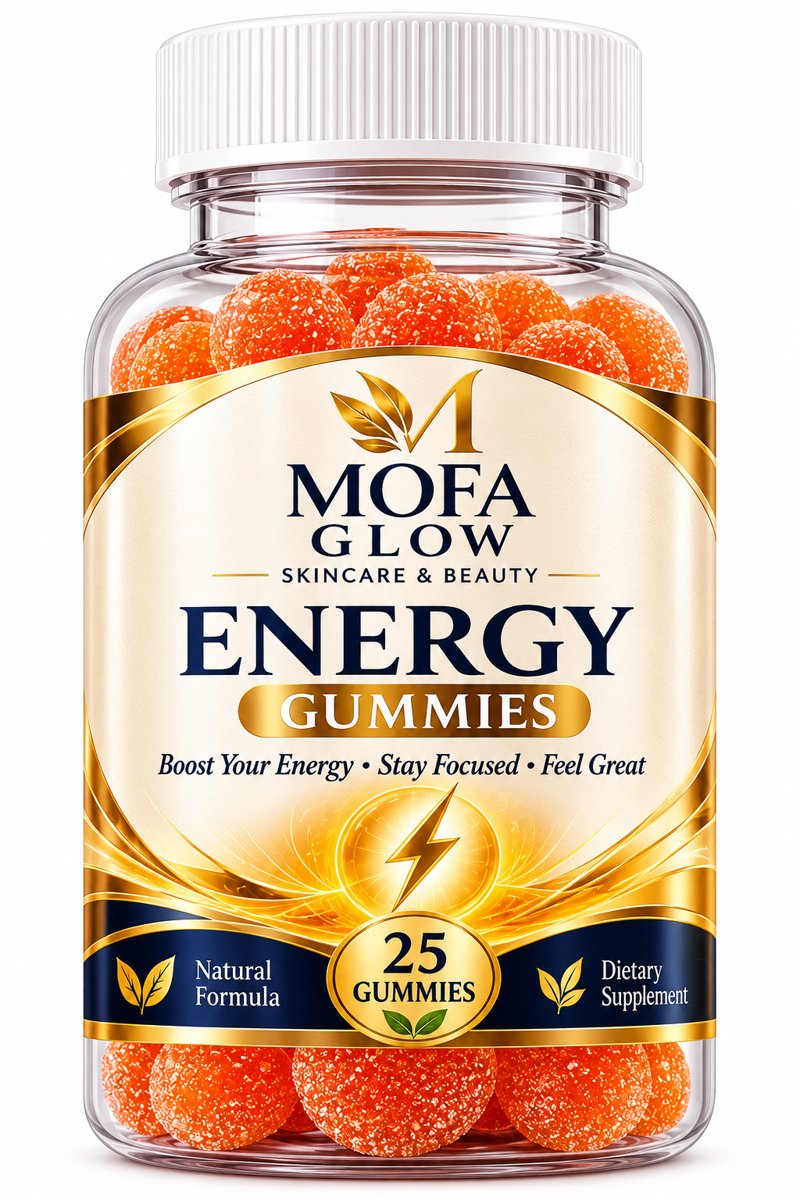 MOFA
GLOW
SKINCARE & BEAUTY
ENERGY
GUMMIES
Boost Your Energy • Stay Focused • Feel Great
25
GUMMIES
Natural
Formula
Dietary
Supplement